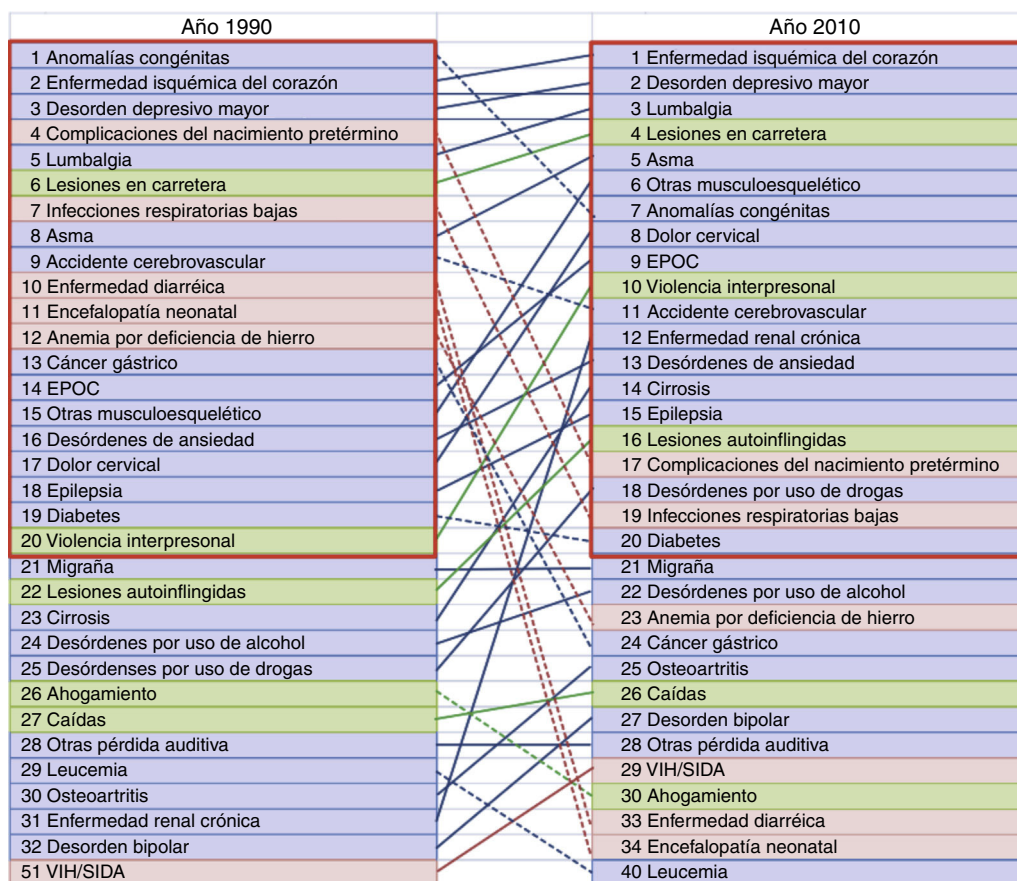 Año 1990
1 Anomalías congénitas
2 Enfermedad isquémica del corazón
3 Desorden depresivo mayor
4 Complicaciones del nacimiento pretérmino
5 Lumbalgia
6 Lesiones en carretera
7 Infecciones respiratorias bajas
8 Asma
9 Accidente cerebrovascular
10 Enfermedad diarréica
11 Encefalopatía neonatal
12 Anemia por deficiencia de hierro
13 Cáncer gástrico
14 EPOC
15 Otras musculoesquelético
16 Desórdenes de ansiedad
17 Dolor cervical
18 Epilepsia
19 Diabetes
20 Violencia interpresonal
21 Migraña
22 Lesiones autoinflingidas
23 Cirrosis
24 Desórdenes por uso de alcohol
25 Desórdenses por uso de drogas
26 Ahogamiento
27 Caídas
28 Otras pérdida auditiva
29 Leucemia
30 Osteoartritis
31 Enfermedad renal crónica
32 Desorden bipolar
51 VIH/SIDA
Año 2010
1 Enfermedad isquémica del corazón
2 Desorden depresivo mayor
3 Lumbalgia
4 Lesiones en carretera
5 Asma
6 Otras musculoesquelético
7 Anomalías congénitas
8 Dolor cervical
9 EPOC
10 Violencia interpresonal
11 Accidente cerebrovascular
12 Enfermedad renal crónica
13 Desórdenes de ansiedad
14 Cirrosis
15 Epilepsia
16 Lesiones autoinflingidas
17 Complicaciones del nacimiento pretérmino
18 Desórdenes por uso de drogas
19 Infecciones respiratorias bajas
20 Diabetes
21 Migraña
22 Desórdenes por uso de alcohol
23 Anemia por deficiencia de hierro
24 Cáncer gástrico
25 Osteoartritis
26 Caídas
27 Desorden bipolar
28 Otras pérdida auditiva
29 VIH/SIDA
30 Ahogamiento
33 Enfermedad diarréica
34 Encefalopatía neonatal
40 Leucemia